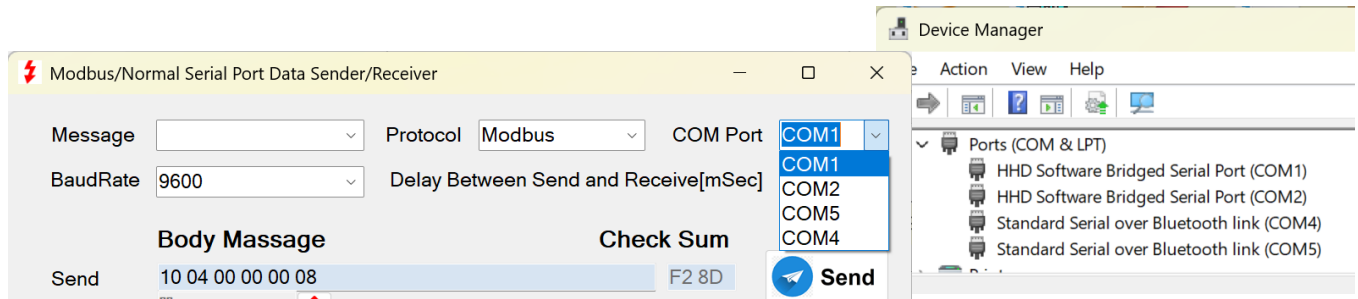 Device Manager
Action View Help
Ports (COM & LPT)
HHD Software Bridged Serial Port (COM1)
HHD Software Bridged Serial Port (COM2)
Standard Serial over Bluetooth link (COM4)
Standard Serial over Bluetooth link (COM5)
Modbus/Normal Serial Port Data Sender/Receiver
Message Protocol Modbus COM Port COM1
COM1
BaudRate 9600 Delay Between Send and Receive[mSec] COM2
COM5
Body Massage Check Sum COM4
Send 10 04 00 00 00 08 F2 8D Send